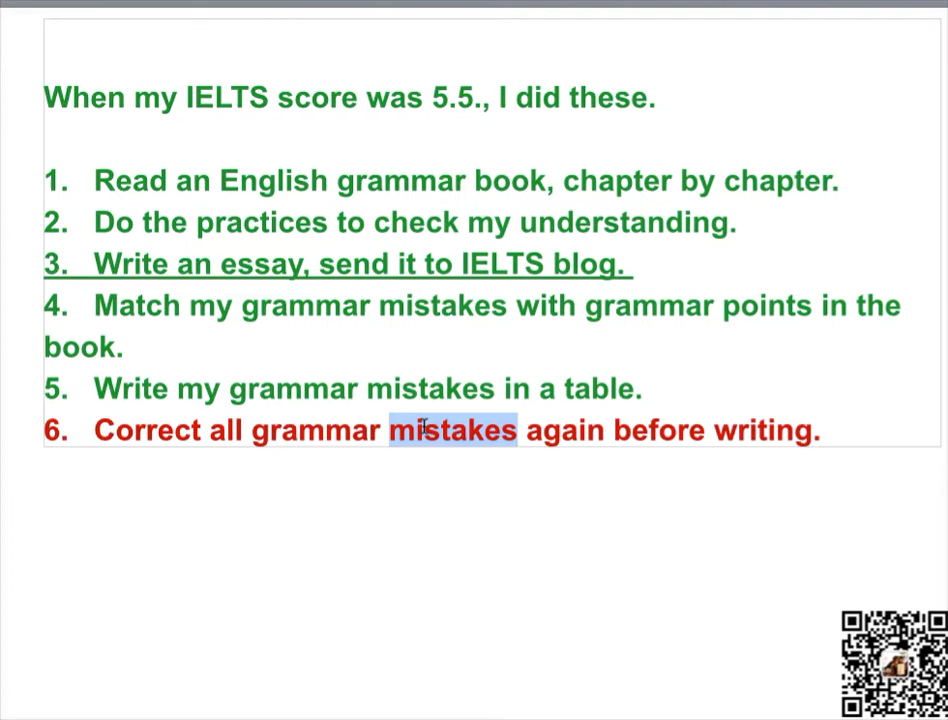 When my IELTS score was 5.5., I did these.
1. Read an English grammar book, chapter by chapter.
2. Do the practices to check my understanding.
3. Write an essay, send it to IELTS blog.
4. Match my grammar mistakes with grammar points in the
book.
5. Write my grammar mistakes in a table.
6. Correct all grammar mistakes again before writing.